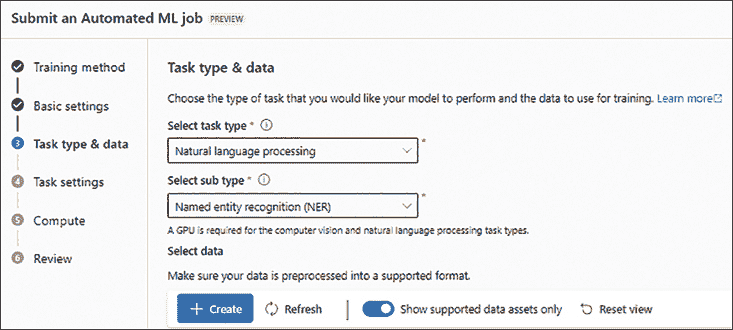 Submit an Automated ML job PREVIEW
Training method
Basic settings
3 Task type & data
4 Task settings
5 Compute
6 Review
Task type & data
Choose the type of task that you would like your model to perform and the data to use for training. Learn more
Select task type *
Natural language processing *
Select sub type *
Named entity recognition (NER) *
A GPU is required for the computer vision and natural language processing task types.
Select data
Make sure your data is preprocessed into a supported format.
+ Create Refresh | Show supported data assets only Reset view